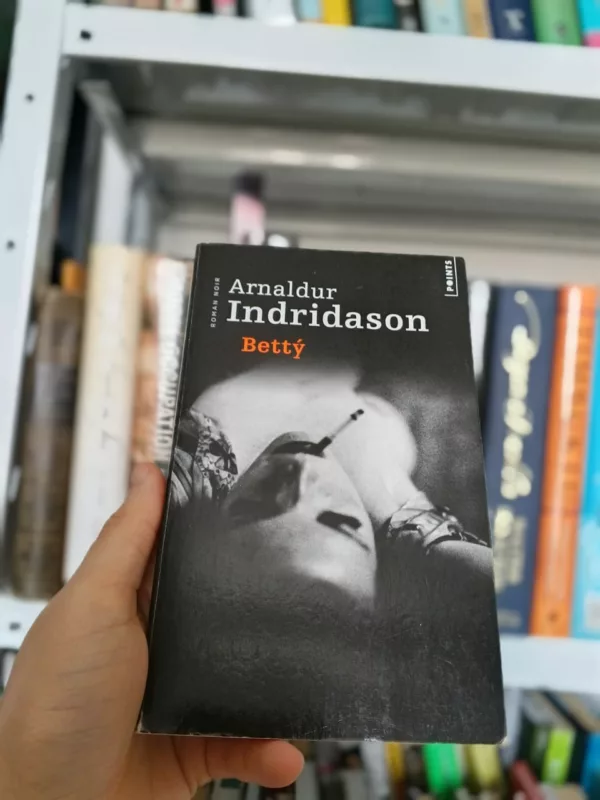 POINTS
ROMAN NOIR
Arnaldur
Indridason
Bettý